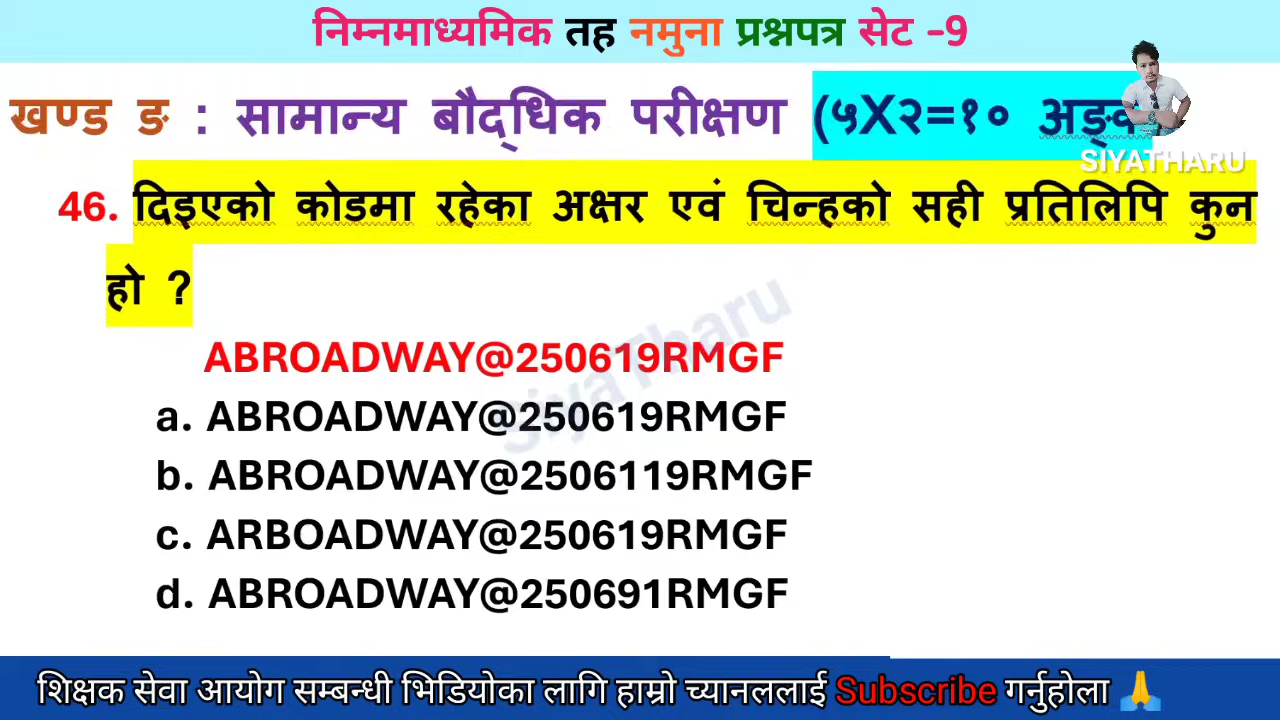 निम्नमाध्यमिक तह नमुना प्रश्नपत्र सेट -9
खण्ड ङ : सामान्य बौद्धिक परीक्षण (५X२=१० अङ्क
SIYATHARU
46. दिइएको कोडमा रहेका अक्षर एवं चिन्हको सही प्रतिलिपि कुन
हो ?
SiyaTharu
ABROADWAY@250619RMGF
a. ABROADWAY@250619RMGF
b. ABROADWAY@2506119RMGF
c. ARBOADWAY@250619RMGF
d. ABROADWAY@250691RMGF
शिक्षक सेवा आयोग सम्बन्धी भिडियोका लागि हाम्रो च्यानललाई Subscribe गर्नुहोला 🙏